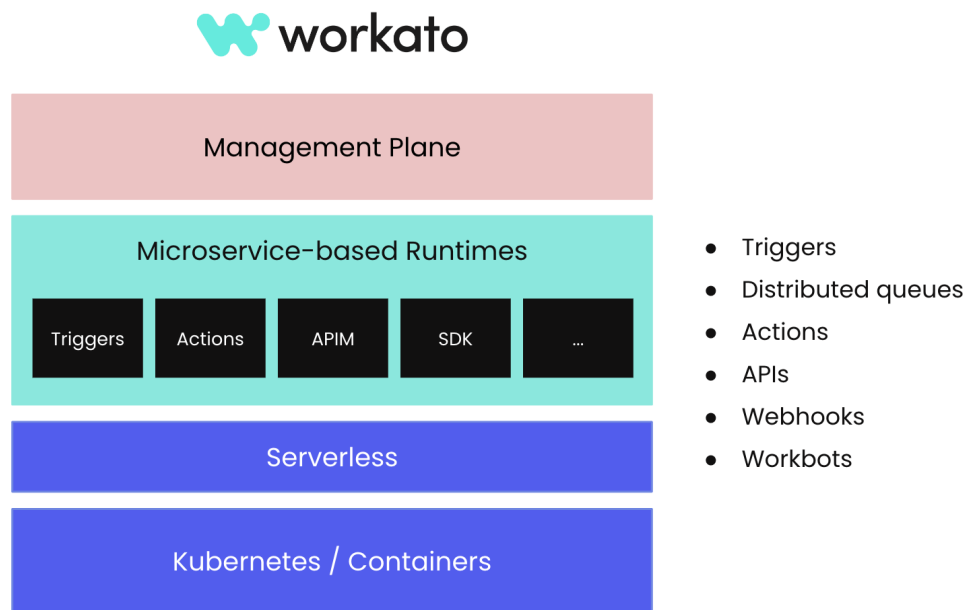 workato
Management Plane
Microservice-based Runtimes
Triggers
Actions
APIM
SDK
...
Serverless
Kubernetes / Containers
● Triggers
● Distributed queues
● Actions
● APIs
● Webhooks
● Workbots